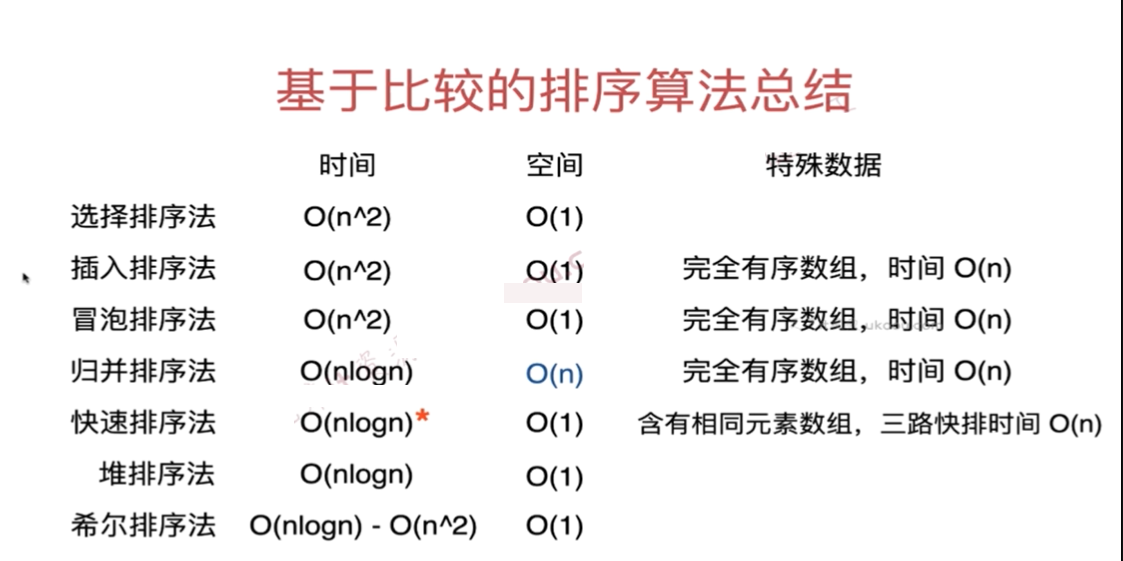 基于比较的排序算法总结
时间 空间 特殊数据
选择排序法 O(n^2) O(1)
插入排序法 O(n^2) O(1) 完全有序数组，时间 O(n)
冒泡排序法 O(n^2) O(1) 完全有序数组，时间 O(n)
归并排序法 O(nlogn) O(n) 完全有序数组，时间 O(n)
快速排序法 O(nlogn)* O(1) 含有相同元素数组，三路快排时间 O(n)
堆排序法 O(nlogn) O(1)
希尔排序法 O(nlogn) - O(n^2) O(1)